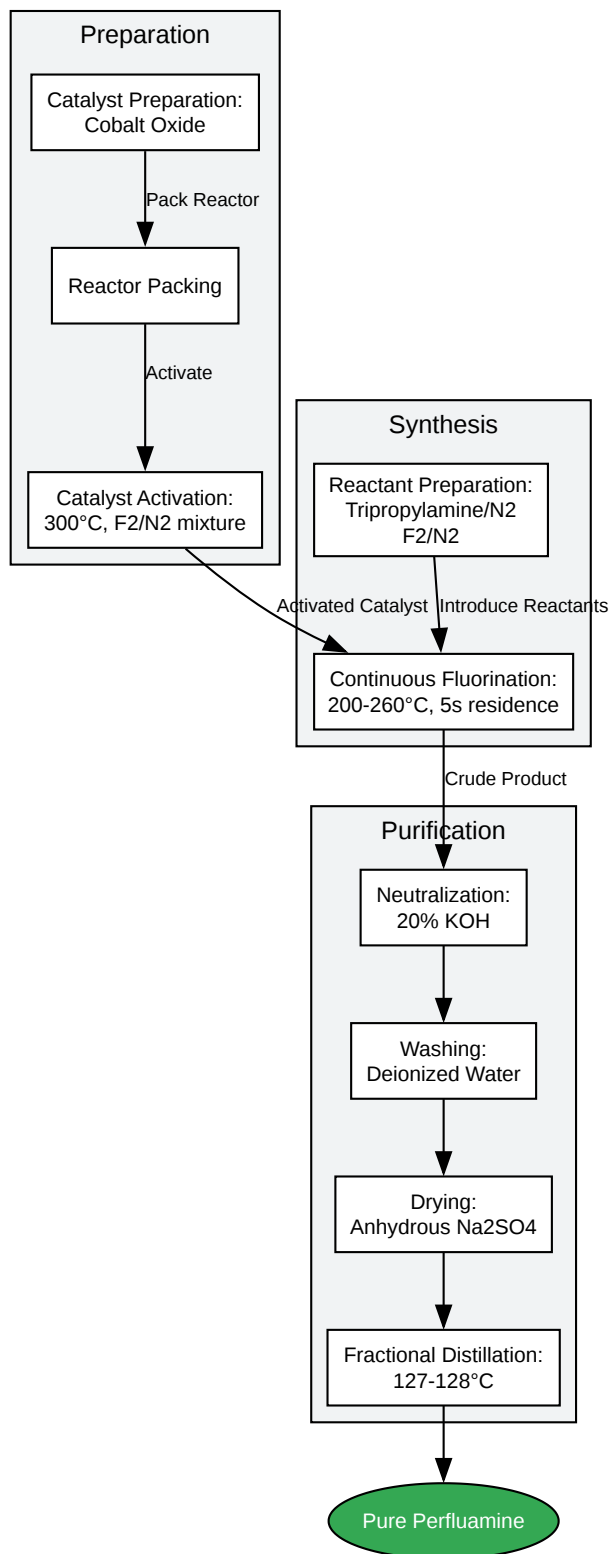 Preparation
Catalyst Preparation:
Cobalt Oxide
Pack Reactor
Reactor Packing
Activate
Catalyst Activation:
300°C, F2/N2 mixture
Synthesis
Reactant Preparation:
Tripropylamine/N2
F2/N2
Activated Catalyst
Introduce Reactants
Continuous Fluorination:
200-260°C, 5s residence
Crude Product
Purification
Neutralization:
20% KOH
Washing:
Deionized Water
Drying:
Anhydrous Na2SO4
Fractional Distillation:
127-128°C
Pure Perfluamine